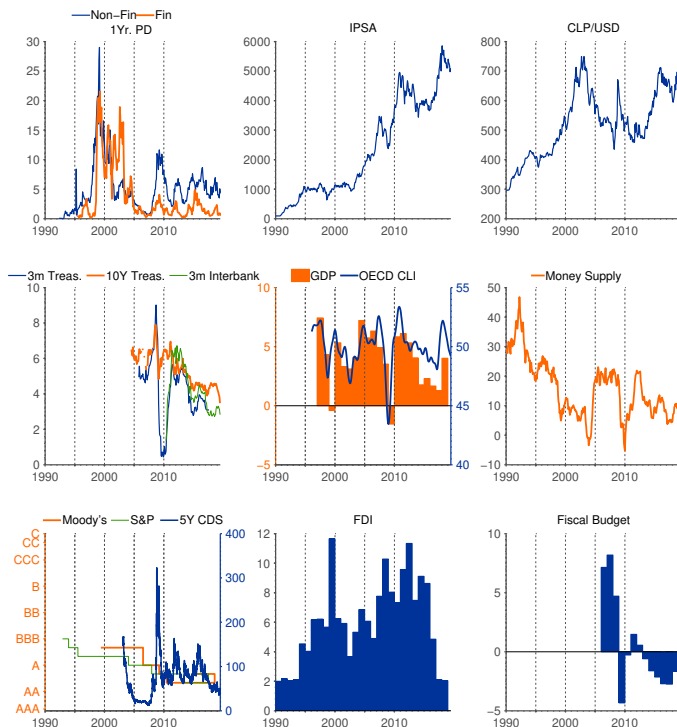 Non−Fin Fin
1Yr. PD
IPSA
CLP/USD
30
25
20
15
10
5
0
1990 2000 2010
6000
5000
4000
3000
2000
1000
0
1990 2000 2010
800
700
600
500
400
300
200
1990 2000 2010
3m Treas. 10Y Treas. 3m Interbank
GDP OECD CLI
Money Supply
10
8
6
4
2
0
1990 2000 2010
10
5
0
−5
55
50
45
40
1990 2000 2010
50
40
30
20
10
0
−10
1990 2000 2010
Moody's S&P 5Y CDS
FDI
Fiscal Budget
C
CC
CCC
B
BB
BBB
A
AA
AAA
400
300
200
100
0
1990 2000 2010
12
10
8
6
4
2
0
1990 2000 2010
10
5
0
−5
1990 2000 2010